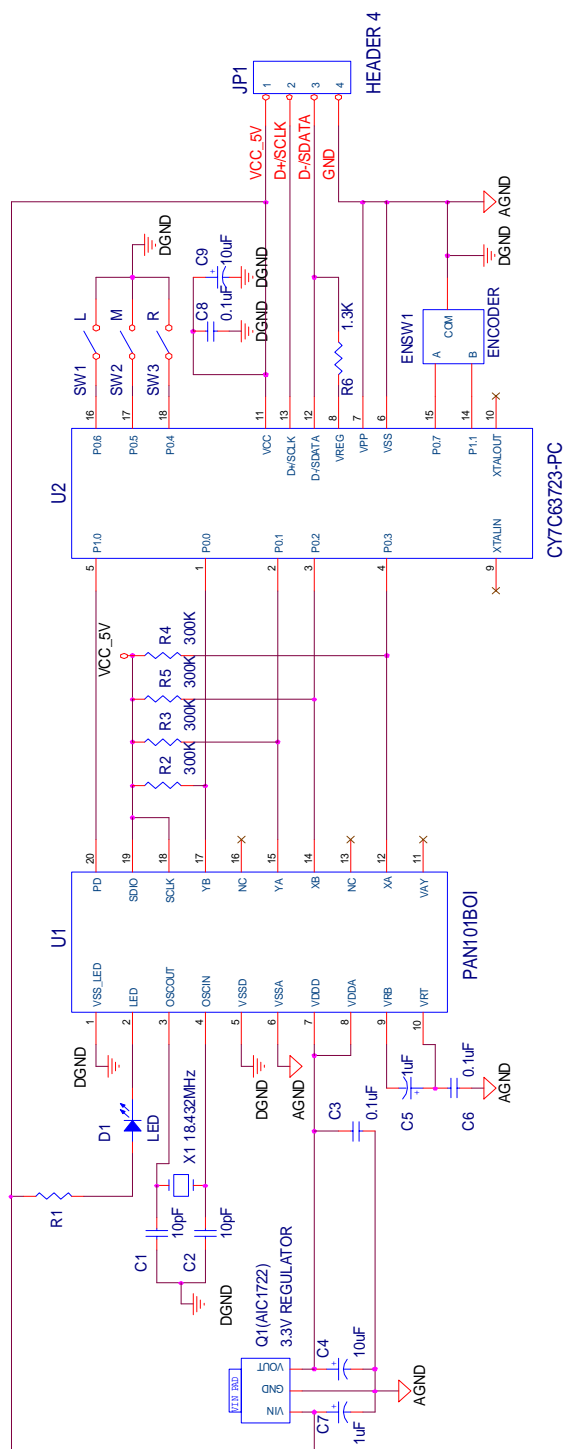 R1
D1
LED
DGND
C1
10pF
C2
10pF
X1 18.432MHz
DGND
VIN PAD
VIN
GND
VOUT
Q1(AIC1722)
3.3V REGULATOR
C7
1uF
C4
10uF
AGND
C3
0.1uF
C5
1uF
C6
0.1uF
AGND
DGND
AGND
U1
1
VSS_LED
2
LED
3
OSCOUT
4
OSCIN
5
VSSD
6
VSSA
7
VDDD
8
VDDA
9
VRB
10
VRT
PD
20
SDIO
19
SCLK
18
YB
17
NC
16
YA
15
XB
14
NC
13
XA
12
VAY
11
PAN101BOI
VCC_5V
R2
300K
R3
300K
R5
300K
R4
300K
U2
5
P1.0
1
P0.0
2
P0.1
3
P0.2
4
P0.3
9
XTALIN
P0.6
16
P0.5
17
P0.4
18
VCC
11
D+/SCLK
13
D-/SDATA
12
VREG
8
VPP
7
VSS
6
P0.7
15
P1.1
14
XTALOUT
10
CY7C63723-PC
SW1
L
SW2
M
SW3
R
DGND
C8
0.1uF
C9
10uF
DGND
DGND
R6
1.3K
ENSW1
A
B
COM
ENCODER
DGND
AGND
VCC_5V
D+/SCLK
D-/SDATA
GND
JP1
1
2
3
4
HEADER 4